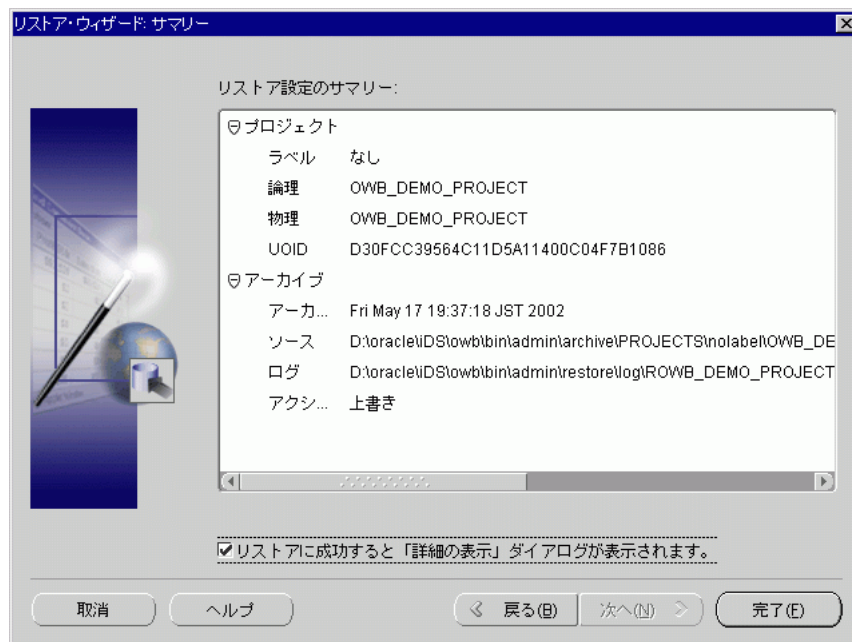 リストア・ウィザード: サマリー
リストア設定のサマリー:
プロジェクト
ラベル なし
論理 OWB_DEMO_PROJECT
物理 OWB_DEMO_PROJECT
UOID D30FCC39564C11D5A11400C04F7B1086
アーカイブ
アーカ... Fri May 17 19:37:18 JST 2002
ソース D:\oracle\iDS\owb\bin\admin\archive\PROJECTS\nolabel\OWB_DE
ログ D:\oracle\iDS\owb\bin\admin\restore\log\ROWB_DEMO_PROJECT
アクシ... 上書き
リストアに成功すると「詳細の表示」ダイアログが表示されます。
取消 ヘルプ 戻る(B) 次へ(N) 完了(F)